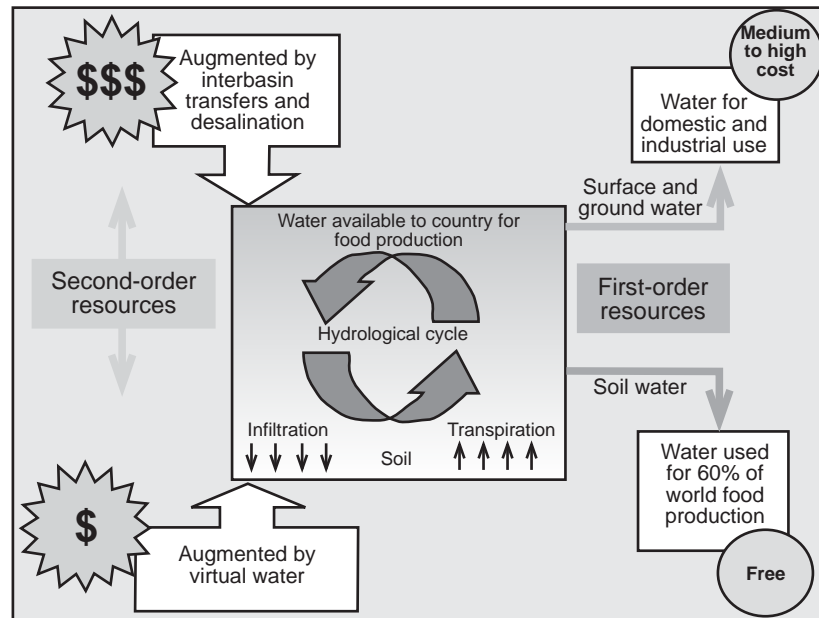 $$$
Augmented by
interbasin
transfers and
desalination
Medium
to high
cost
Water for
domestic and
industrial use
Surface and
ground water
Second-order
resources
Water available to country for
food production
Hydrological cycle
Infiltration
Transpiration
Soil
First-order
resources
Soil water
Water used
for 60% of
world food
production
Free
$
Augmented by
virtual water